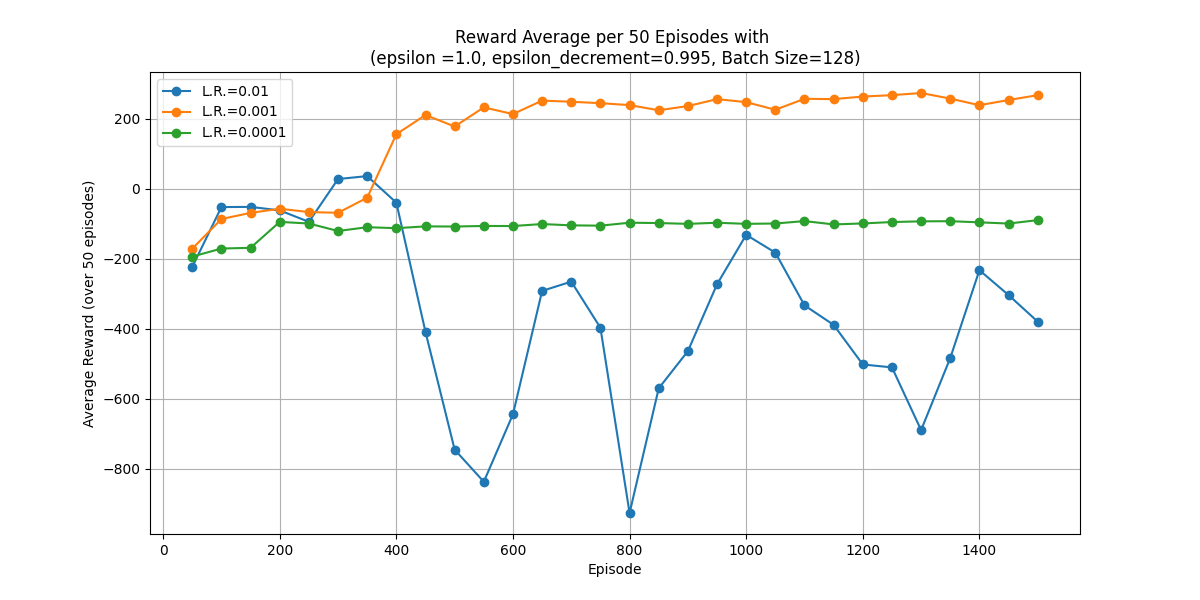 Reward Average per 50 Episodes with
(epsilon =1.0, epsilon_decrement=0.995, Batch Size=128)
L.R.=0.01
L.R.=0.001
L.R.=0.0001
Average Reward (over 50 episodes)
200
0
−200
−400
−600
−800
0 200 400 600 800 1000 1200 1400
Episode